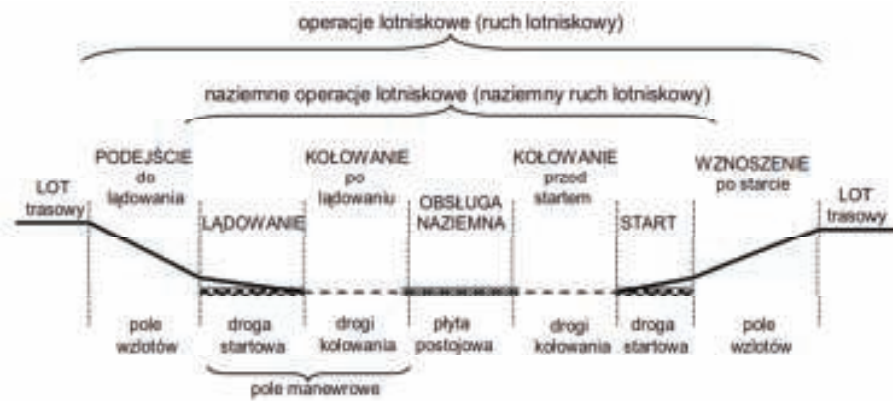 operacje lotniskowe (ruch lotniskowy)
naziemne operacje lotniskowe (naziemny ruch lotniskowy)
LOT
trasowy
PODEJŚCIE
do
lądowania
LĄDOWANIE
KOŁOWANIE
po
lądowaniu
OBSŁUGA
NAZIEMNA
KOŁOWANIE
przed
startem
START
WZNOSZENIE
po starcie
LOT
trasowy
pole
wzlotów
droga
startowa
drogi
kołowania
płyta
postojowa
drogi
kołowania
droga
startowa
pole
wzlotów
pole manewrowe